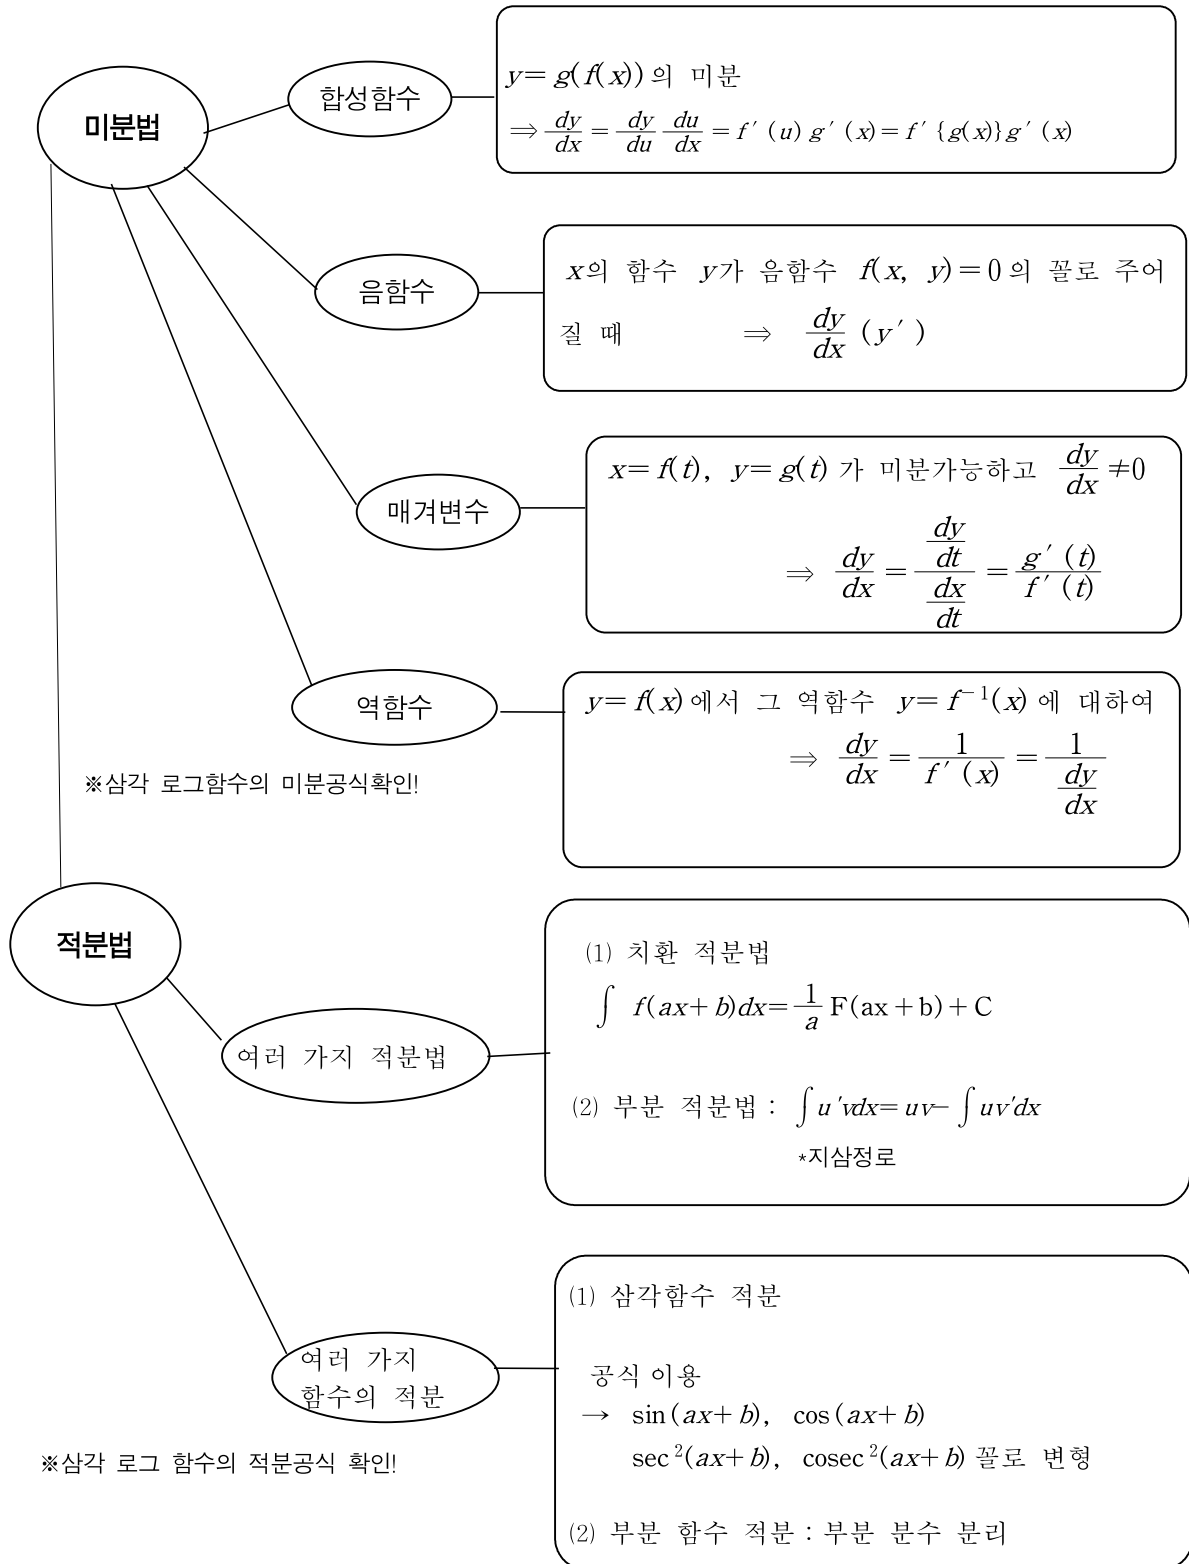 미분법
합성함수
y = g(f(x))의 미분
⇒ dy/dx = dy/du du/dx = f′(u) g′(x) = f′{g(x)}g′(x)
음함수
x의 함수 y가 음함수 f(x, y) = 0의 꼴로 주어
질 때 ⇒ dy/dx (y′)
매겨변수
x = f(t), y = g(t)가 미분가능하고 dy/dx ≠ 0
⇒ dy/dx = (dy/dt)/(dx/dt) = g′(t)/f′(t)
역함수
y = f(x)에서 그 역함수 y = f⁻¹(x)에 대하여
⇒ dy/dx = 1/f′(x) = 1/(dy/dx)
※삼각 로그함수의 미분공식확인!
적분법
여러 가지 적분법
(1) 치환 적분법
∫ f(ax+b)dx = 1/a F(ax+b)+C
(2) 부분 적분법 : ∫u′vdx = uv − ∫uv′dx
*지삼정로
여러 가지
함수의 적분
(1) 삼각함수 적분
공식 이용
→ sin(ax+b), cos(ax+b)
sec²(ax+b), cosec²(ax+b) 꼴로 변형
(2) 부분 함수 적분 : 부분 분수 분리
※삼각 로그 함수의 적분공식 확인!